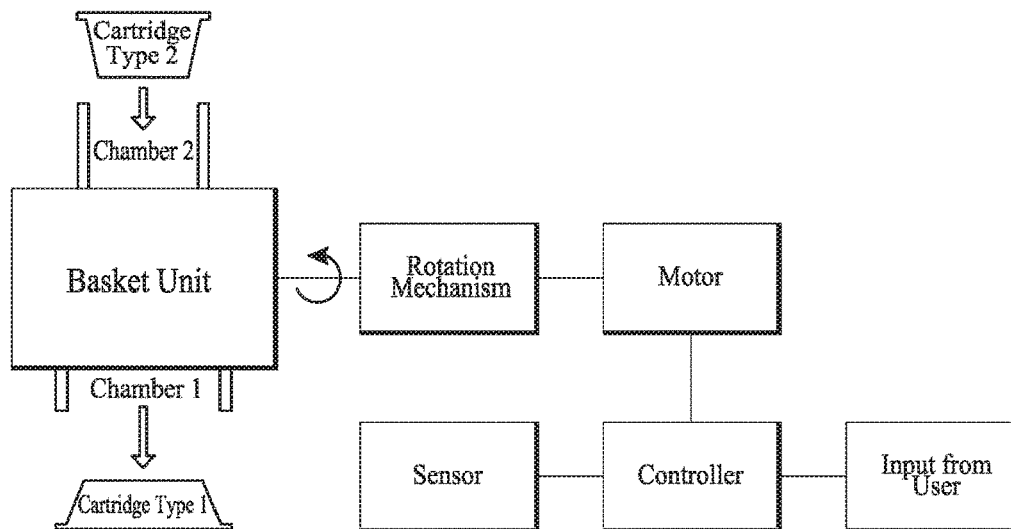 Cartridge
Type 2
Chamber 2
Basket Unit
Rotation
Mechanism
Motor
Chamber 1
Cartridge Type 1
Sensor
Controller
Input from
User